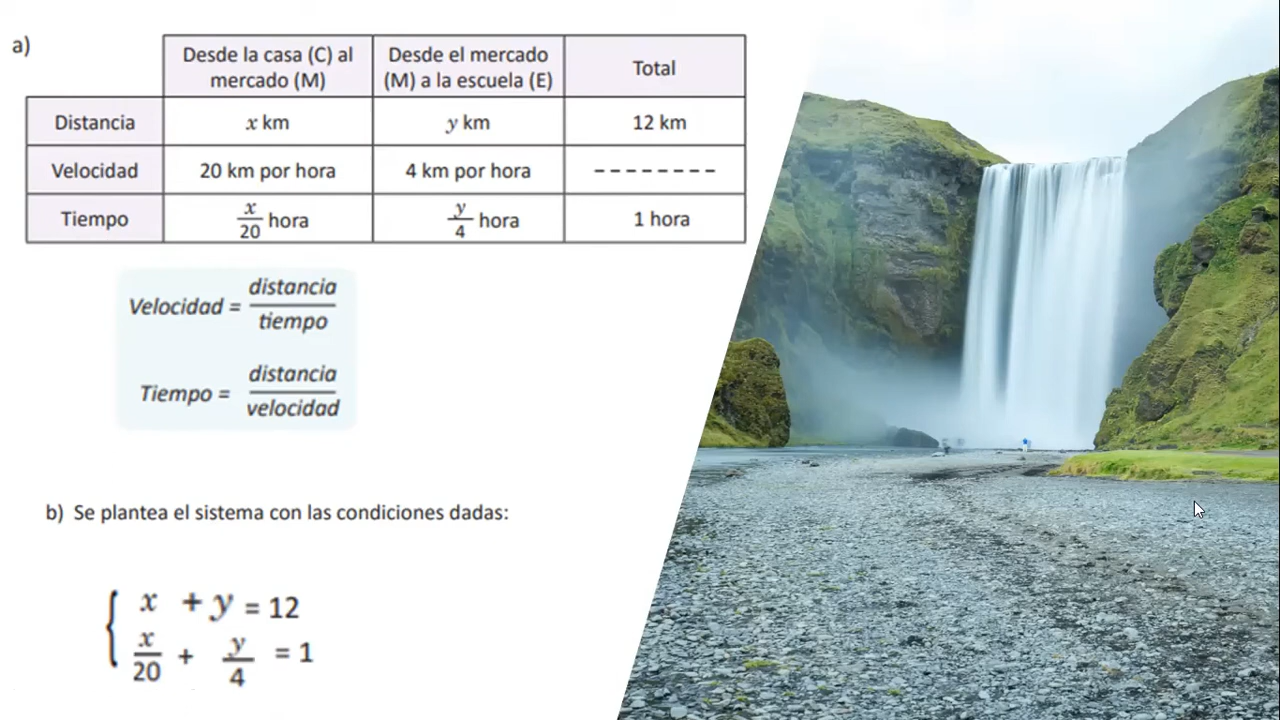 a)
Desde la casa (C) al
mercado (M)
Desde el mercado
(M) a la escuela (E)
Total
Distancia
x km
y km
12 km
Velocidad
20 km por hora
4 km por hora
--------
Tiempo
x/20 hora
y/4 hora
1 hora
Velocidad = distancia/tiempo
Tiempo = distancia/velocidad
b) Se plantea el sistema con las condiciones dadas:
{ x + y = 12
x/20 + y/4 = 1